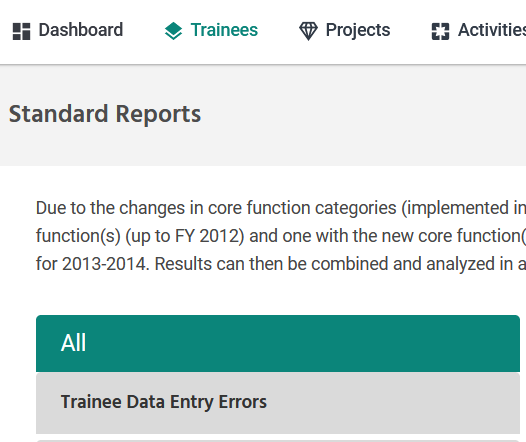 Dashboard Trainees Projects Activities
Standard Reports
Due to the changes in core function categories (implemented in
function(s) (up to FY 2012) and one with the new core function(
for 2013-2014. Results can then be combined and analyzed in a
All
Trainee Data Entry Errors